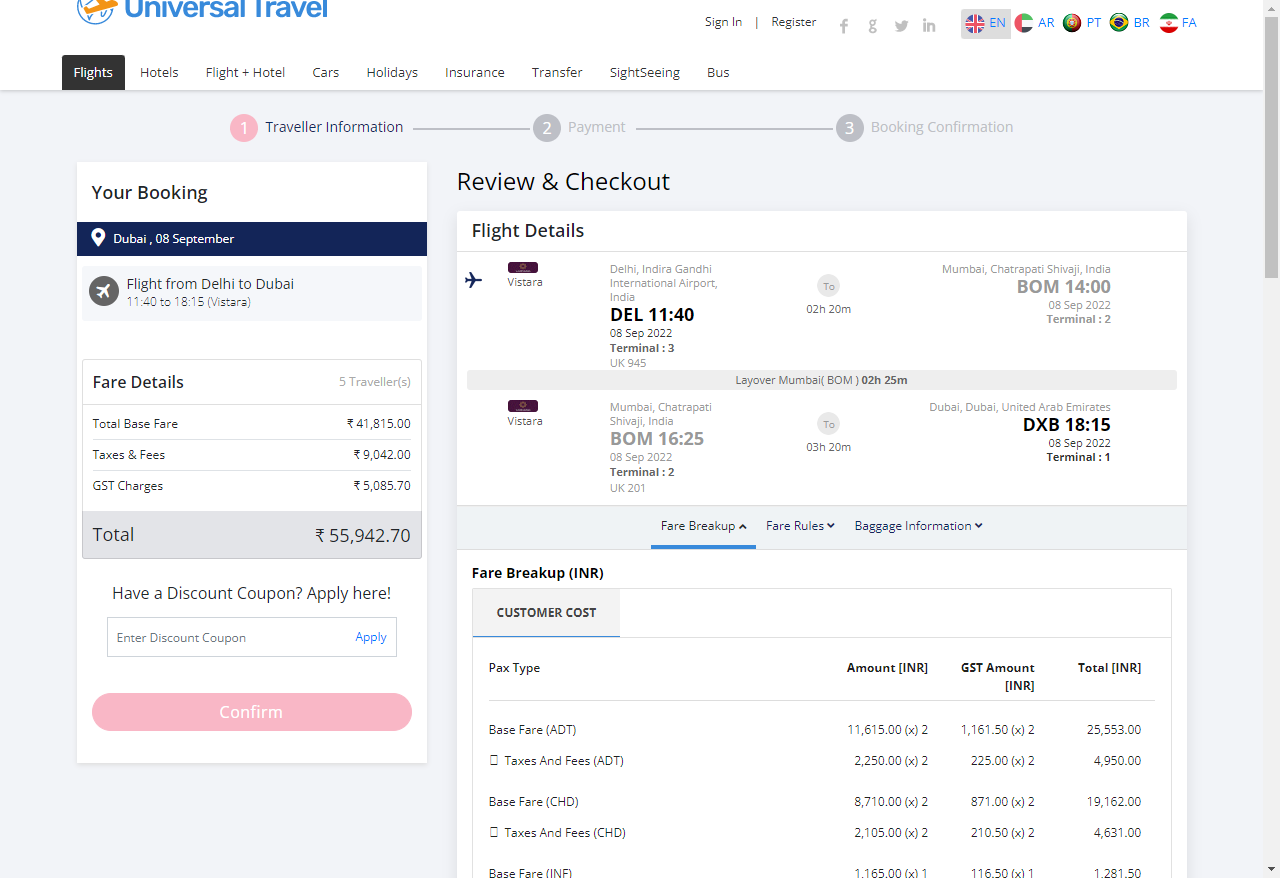 Universal Travel
Sign In | Register
EN AR PT BR FA
Flights Hotels Flight + Hotel Cars Holidays Insurance Transfer SightSeeing Bus
1 Traveller Information 2 Payment 3 Booking Confirmation
Your Booking
Dubai , 08 September
Flight from Delhi to Dubai
11:40 to 18:15 (Vistara)
Fare Details 5 Traveller(s)
Total Base Fare ₹ 41,815.00
Taxes & Fees ₹ 9,042.00
GST Charges ₹ 5,085.70
Total ₹ 55,942.70
Have a Discount Coupon? Apply here!
Enter Discount Coupon Apply
Confirm
Review & Checkout
Flight Details
Vistara
Delhi, Indira Gandhi
International Airport,
India
DEL 11:40
08 Sep 2022
Terminal : 3
UK 945
To
02h 20m
Mumbai, Chatrapati Shivaji, India
BOM 14:00
08 Sep 2022
Terminal : 2
Layover Mumbai( BOM ) 02h 25m
Vistara
Mumbai, Chatrapati
Shivaji, India
BOM 16:25
08 Sep 2022
Terminal : 2
UK 201
To
03h 20m
Dubai, Dubai, United Arab Emirates
DXB 18:15
08 Sep 2022
Terminal : 1
Fare Breakup Fare Rules Baggage Information
Fare Breakup (INR)
CUSTOMER COST
Pax Type Amount [INR] GST Amount Total [INR]
[INR]
Base Fare (ADT) 11,615.00 (x) 2 1,161.50 (x) 2 25,553.00
Taxes And Fees (ADT) 2,250.00 (x) 2 225.00 (x) 2 4,950.00
Base Fare (CHD) 8,710.00 (x) 2 871.00 (x) 2 19,162.00
Taxes And Fees (CHD) 2,105.00 (x) 2 210.50 (x) 2 4,631.00
Base Fare (INF) 1,165.00 (x) 1 116.50 (x) 1 1,281.50